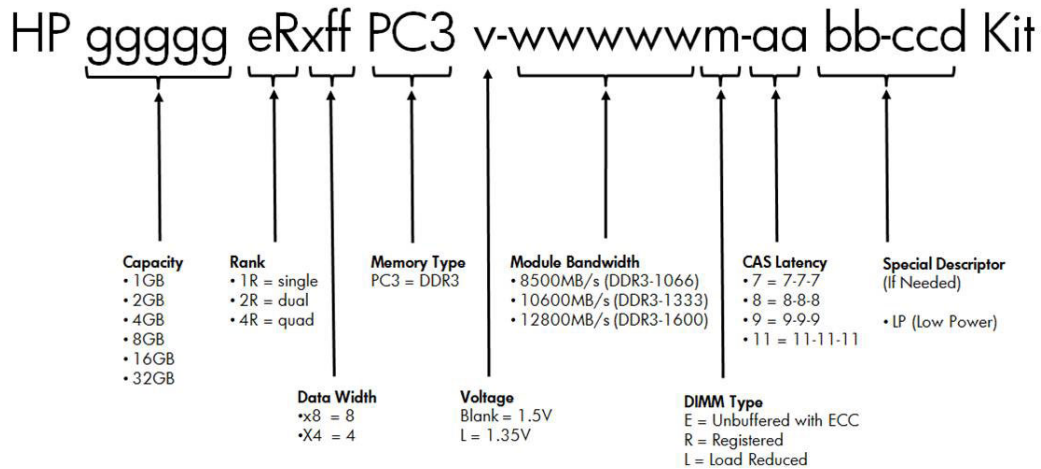 HP ggggg eRxff PC3 v-wwwwwm-aa bb-ccd Kit
Capacity
• 1GB
• 2GB
• 4GB
• 8GB
• 16GB
• 32GB
Rank
• 1R = single
• 2R = dual
• 4R = quad
Memory Type
PC3 = DDR3
Module Bandwidth
• 8500MB/s (DDR3-1066)
• 10600MB/s (DDR3-1333)
• 12800MB/s (DDR3-1600)
CAS Latency
• 7 = 7-7-7
• 8 = 8-8-8
• 9 = 9-9-9
• 11 = 11-11-11
Special Descriptor
(If Needed)
• LP (Low Power)
Data Width
•x8 = 8
•X4 = 4
Voltage
Blank = 1.5V
L = 1.35V
DIMM Type
E = Unbuffered with ECC
R = Registered
L = Load Reduced